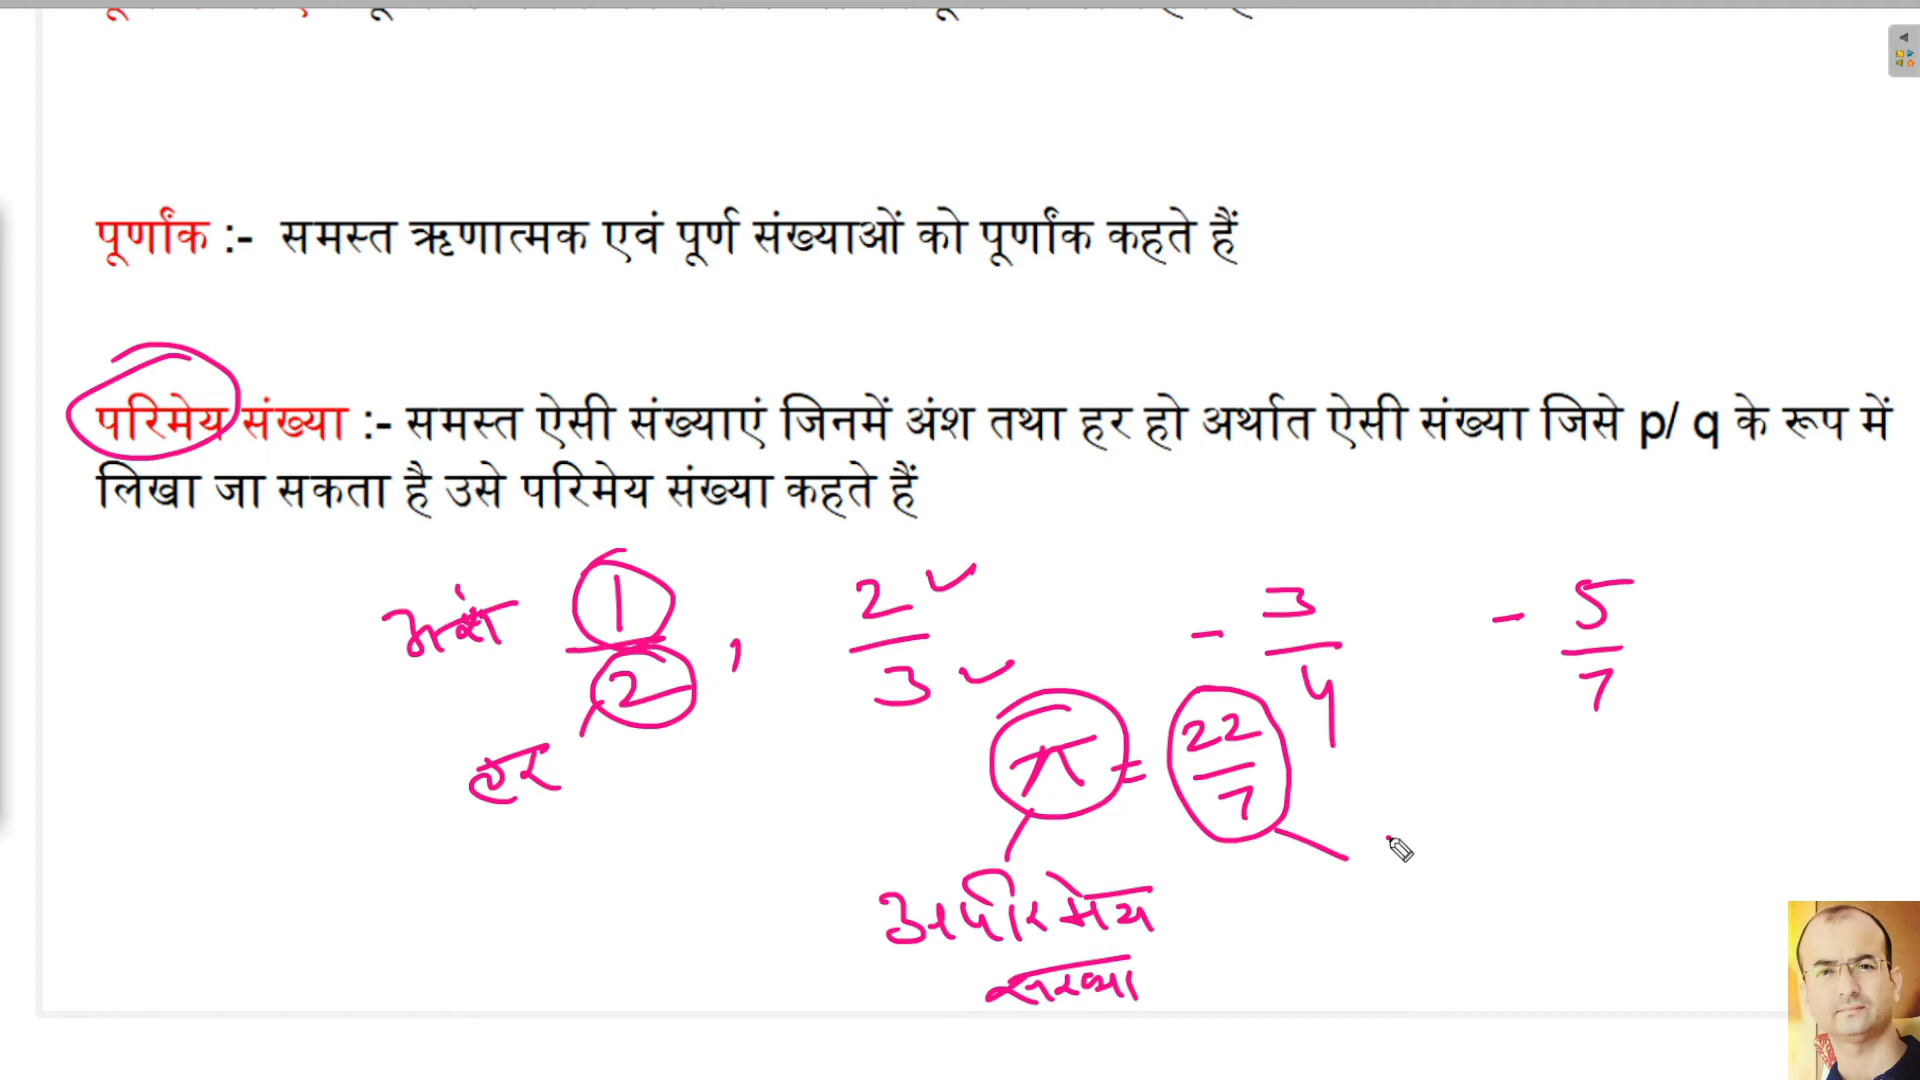 पूर्णांक :- समस्त ऋणात्मक एवं पूर्ण संख्याओं को पूर्णांक कहते हैं
परिमेय संख्या :- समस्त ऐसी संख्याएं जिनमें अंश तथा हर हो अर्थात ऐसी संख्या जिसे p/ q के रूप में
लिखा जा सकता है उसे परिमेय संख्या कहते हैं
1/2 , 2/3 - 3/4 - 5/7
हर
π = 22/7
अपरिमेय
संख्या